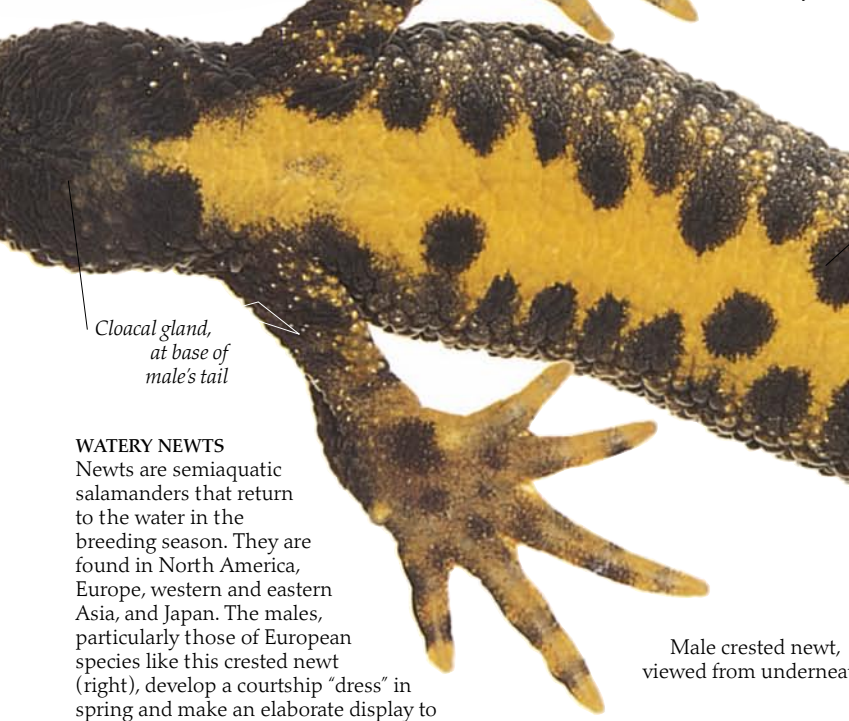 Cloacal gland,
at base of
male's tail
WATERY NEWTS
Newts are semiaquatic
salamanders that return
to the water in the
breeding season. They are
found in North America,
Europe, western and eastern
Asia, and Japan. The males,
particularly those of European
species like this crested newt
(right), develop a courtship “dress” in
spring and make an elaborate display to
Male crested newt,
viewed from